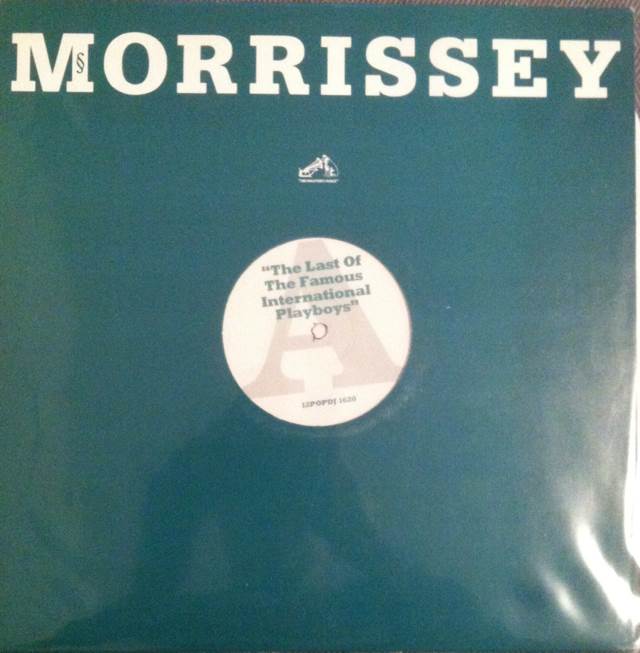 MORRISSEY
"The Last Of
The Famous
International
Playboys"
A
12POPDJ 1620